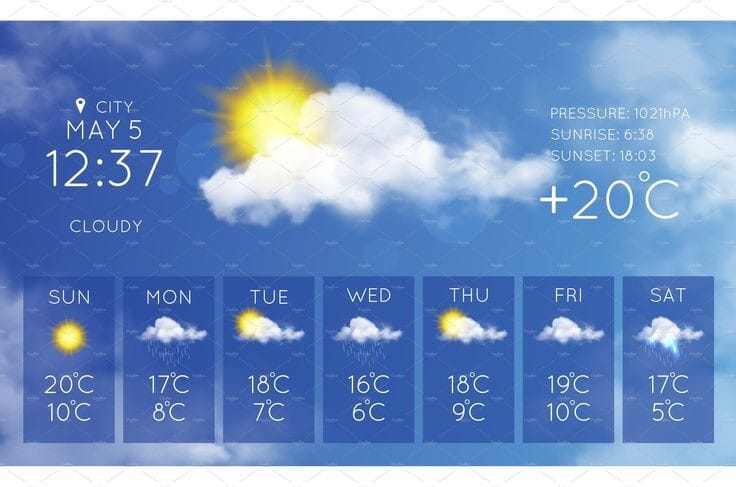 CITY
MAY 5
12:37
CLOUDY
PRESSURE: 1021hPA
SUNRISE: 6:38
SUNSET: 18:03
+20°C
SUN
20°C
10°C
MON
17°C
8°C
TUE
18°C
7°C
WED
16°C
6°C
THU
18°C
9°C
FRI
19°C
10°C
SAT
17°C
5°C